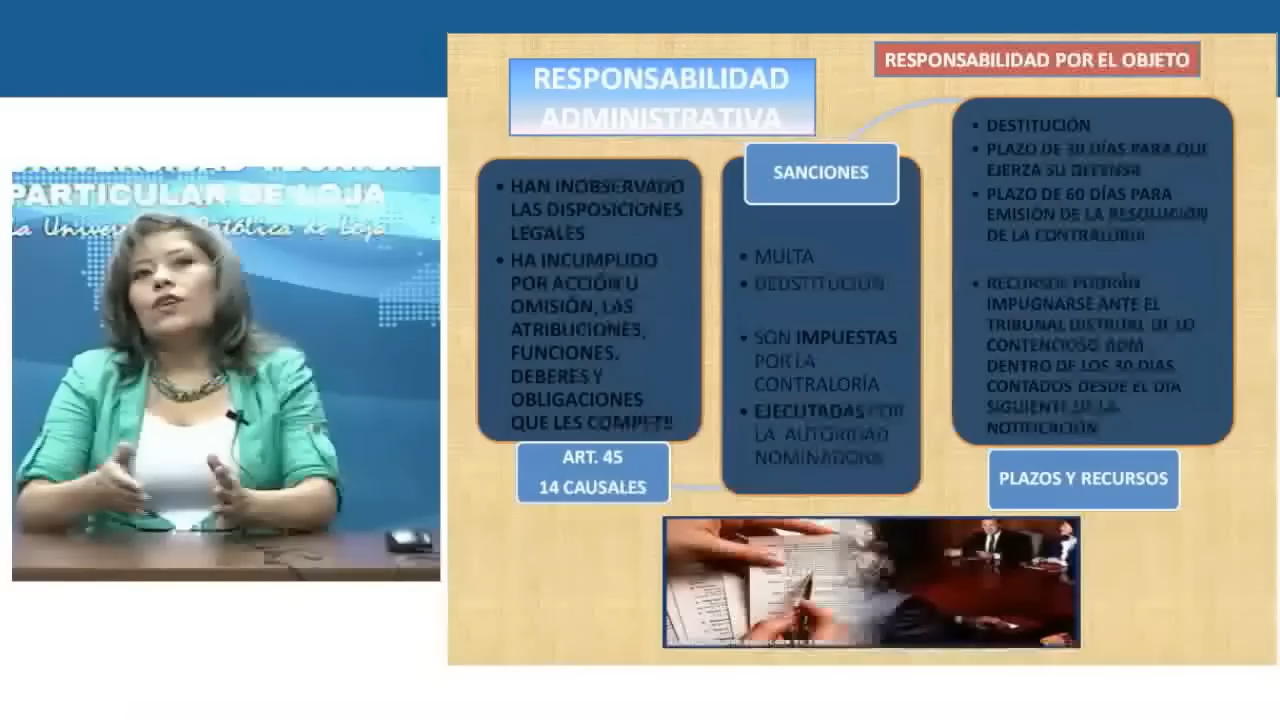 PARTICULAR DE LOJA
RESPONSABILIDAD
ADMINISTRATIVA
RESPONSABILIDAD POR EL OBJETO
• HAN INOBSERVADO
LAS DISPOSICIONES
LEGALES
• HA INCUMPLIDO
POR ACCIÓN U
OMISIÓN, LAS
ATRIBUCIONES,
FUNCIONES.
DEBERES Y
OBLIGACIONES
QUE LES COMPETE
ART. 45
14 CAUSALES
SANCIONES
• MULTA
• DEDSTITUCIÓN
• SON IMPUESTAS
POR LA
CONTRALORÍA
• EJECUTADAS POR
LA AUTORIDAD
NOMINADORA
• DESTITUCIÓN
• PLAZO DE 30 DÍAS PARA QUE
EJERZA SU DEFENSA
• PLAZO DE 60 DÍAS PARA
EMISIÓN DE LA RESOLUCIÓN
DE LA CONTRALORIA
• RECURSOS PODRÁN
IMPUGNARSE ANTE EL
TRIBUNAL DISTRITAL DE LO
CONTENCIOSO ADM
DENTRO DE LOS 30 DIAS
CONTADOS DESDE EL DÍA
SIGUIENTE DE LA
NOTIFICACIÓN
PLAZOS Y RECURSOS